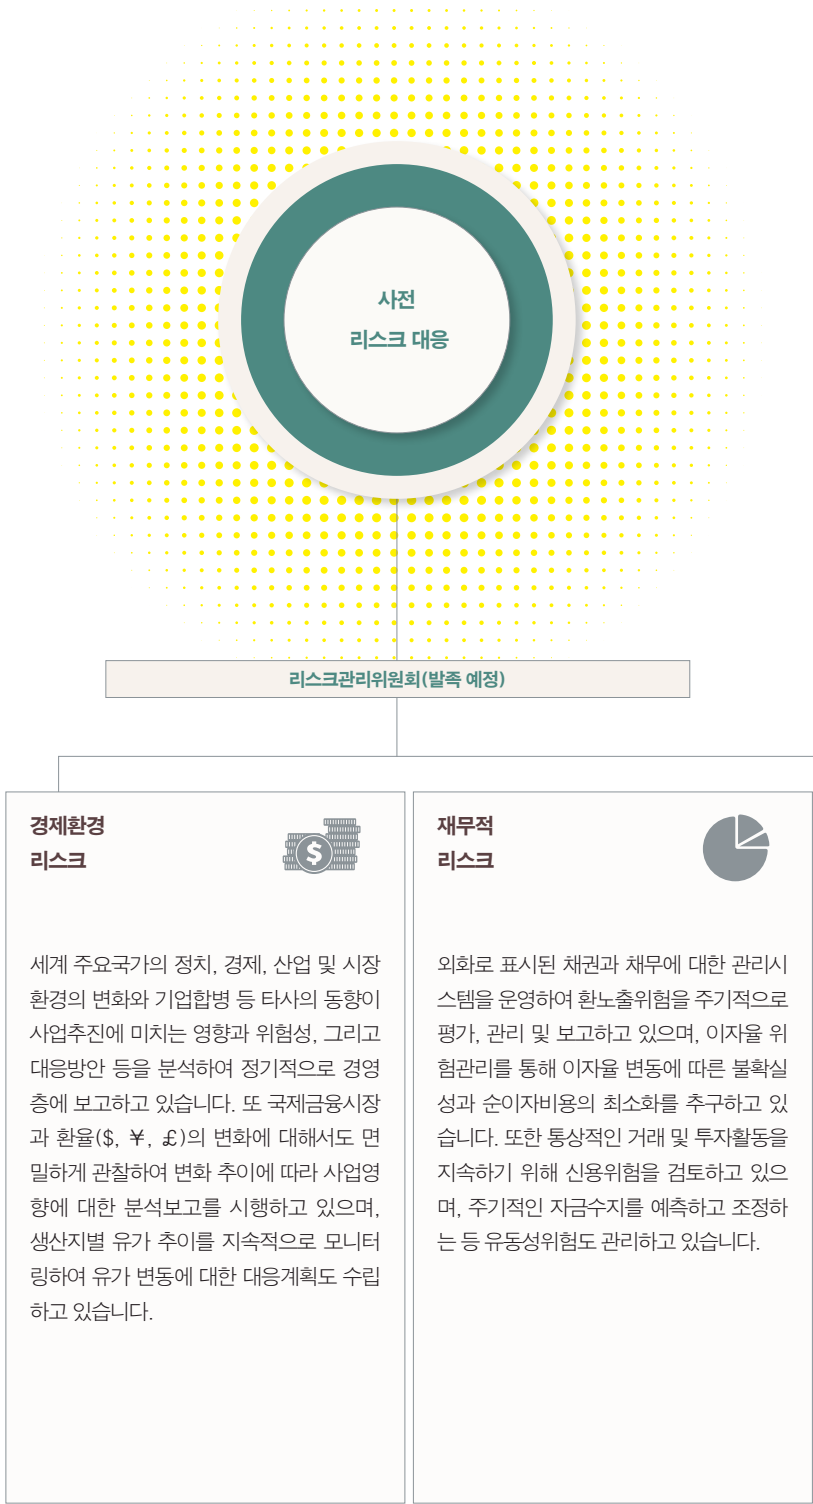 사전
리스크 대응
리스크관리위원회(발족 예정)
경제환경
리스크
$
세계 주요국가의 정치, 경제, 산업 및 시장
환경의 변화와 기업합병 등 타사의 동향이
사업추진에 미치는 영향과 위험성, 그리고
대응방안 등을 분석하여 정기적으로 경영
층에 보고하고 있습니다. 또 국제금융시장
과 환율($, ￥, £)의 변화에 대해서도 면
밀하게 관찰하여 변화 추이에 따라 사업영
향에 대한 분석보고를 시행하고 있으며,
생산지별 유가 추이를 지속적으로 모니터
링하여 유가 변동에 대한 대응계획도 수립
하고 있습니다.
재무적
리스크
외화로 표시된 채권과 채무에 대한 관리시
스템을 운영하여 환노출위험을 주기적으로
평가, 관리 및 보고하고 있으며, 이자율 위
험관리를 통해 이자율 변동에 따른 불확실
성과 순이자비용의 최소화를 추구하고 있
습니다. 또한 통상적인 거래 및 투자활동을
지속하기 위해 신용위험을 검토하고 있으
며, 주기적인 자금수지를 예측하고 조정하
는 등 유동성위험도 관리하고 있습니다.